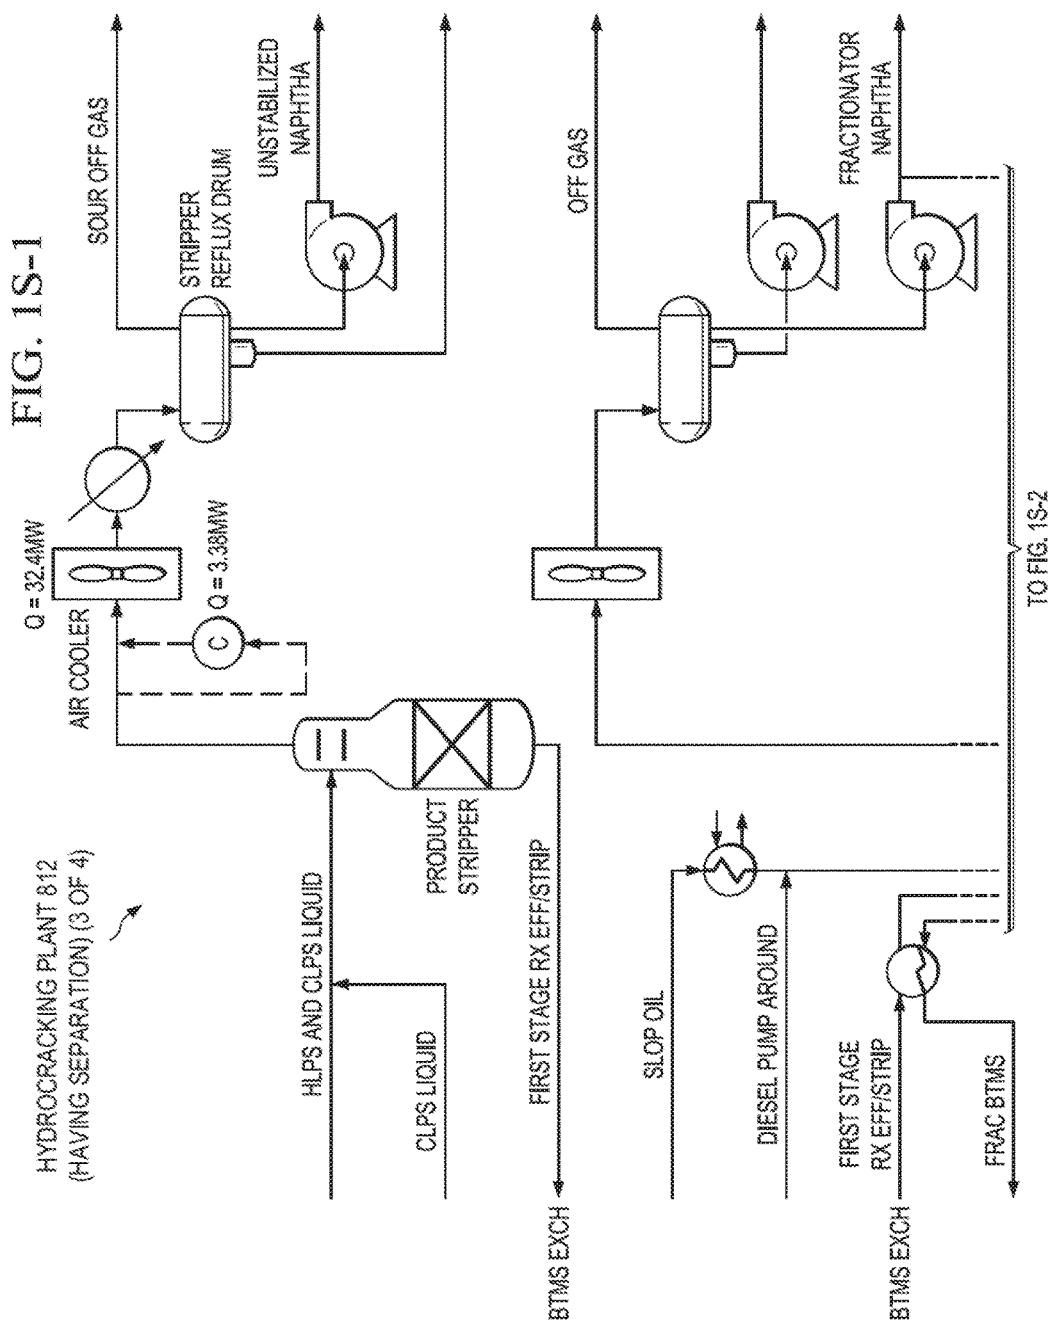 FIG. 1S-1
HYDROCRACKING PLANT 812
(HAVING SEPARATION) (3 OF 4)
Q = 32.4MW
AIR COOLER
C
Q = 3.38MW
SOUR OFF GAS
STRIPPER
REFLUX DRUM
UNSTABILIZED
NAPHTHA
HLPS AND CLPS LIQUID
CLPS LIQUID
PRODUCT
STRIPPER
FIRST STAGE RX EFF/STRIP
BTMS EXCH
OFF GAS
SLOP OIL
DIESEL PUMP AROUND
FRACTIONATOR
NAPHTHA
FIRST STAGE
RX EFF/STRIP
BTMS EXCH
FRAC BTMS
TO FIG. 1S-2